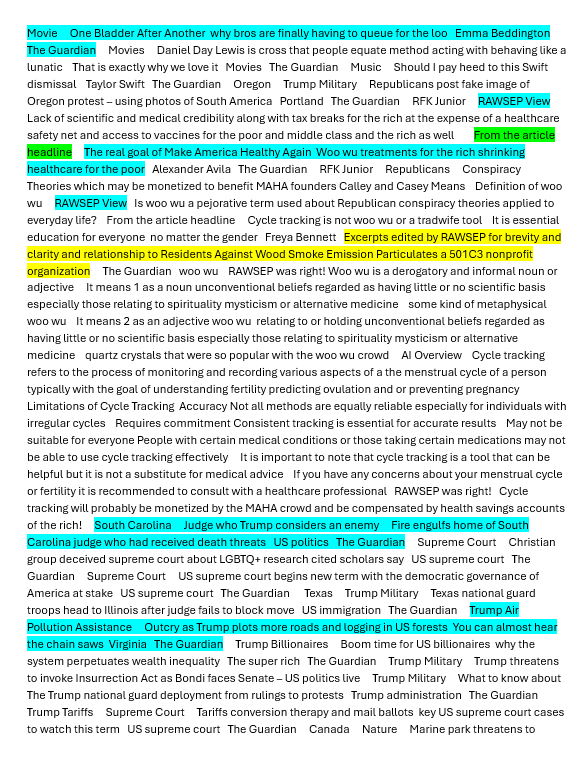 Movie One Bladder After Another why bros are finally having to queue for the loo Emma Beddington
The Guardian Movies Daniel Day Lewis is cross that people equate method acting with behaving like a
lunatic That is exactly why we love it Movies The Guardian Music Should I pay heed to this Swift
dismissal Taylor Swift The Guardian Oregon Trump Military Republicans post fake image of
Oregon protest – using photos of South America Portland The Guardian RFK Junior RAWSEP View
Lack of scientific and medical credibility along with tax breaks for the rich at the expense of a healthcare
safety net and access to vaccines for the poor and middle class and the rich as well From the article
headline The real goal of Make America Healthy Again Woo wu treatments for the rich shrinking
healthcare for the poor Alexander Avila The Guardian RFK Junior Republicans Conspiracy
Theories which may be monetized to benefit MAHA founders Calley and Casey Means Definition of woo
wu RAWSEP View Is woo wu a pejorative term used about Republican conspiracy theories applied to
everyday life? From the article headline Cycle tracking is not woo wu or a tradwife tool It is essential
education for everyone no matter the gender Freya Bennett Excerpts edited by RAWSEP for brevity and
clarity and relationship to Residents Against Wood Smoke Emission Particulates a 501C3 nonprofit
organization The Guardian woo wu RAWSEP was right! Woo wu is a derogatory and informal noun or
adjective It means 1 as a noun unconventional beliefs regarded as having little or no scientific basis
especially those relating to spirituality mysticism or alternative medicine some kind of metaphysical
woo wu It means 2 as an adjective woo wu relating to or holding unconventional beliefs regarded as
having little or no scientific basis especially those relating to spirituality mysticism or alternative
medicine quartz crystals that were so popular with the woo wu crowd AI Overview Cycle tracking
refers to the process of monitoring and recording various aspects of a the menstrual cycle of a person
typically with the goal of understanding fertility predicting ovulation and or preventing pregnancy
Limitations of Cycle Tracking Accuracy Not all methods are equally reliable especially for individuals with
irregular cycles Requires commitment Consistent tracking is essential for accurate results May not be
suitable for everyone People with certain medical conditions or those taking certain medications may not
be able to use cycle tracking effectively It is important to note that cycle tracking is a tool that can be
helpful but it is not a substitute for medical advice If you have any concerns about your menstrual cycle
or fertility it is recommended to consult with a healthcare professional RAWSEP was right! Cycle
tracking will probably be monetized by the MAHA crowd and be compensated by health savings accounts
of the rich! South Carolina Judge who Trump considers an enemy Fire engulfs home of South
Carolina judge who had received death threats US politics The Guardian Supreme Court Christian
group deceived supreme court about LGBTQ+ research cited scholars say US supreme court The
Guardian Supreme Court US supreme court begins new term with the democratic governance of
America at stake US supreme court The Guardian Texas Trump Military Texas national guard
troops head to Illinois after judge fails to block move US immigration The Guardian Trump Air
Pollution Assistance Outcry as Trump plots more roads and logging in US forests You can almost hear
the chain saws Virginia The Guardian Trump Billionaires Boom time for US billionaires why the
system perpetuates wealth inequality The super rich The Guardian Trump Military Trump threatens
to invoke Insurrection Act as Bondi faces Senate – US politics live Trump Military What to know about
The Trump national guard deployment from rulings to protests Trump administration The Guardian
Trump Tariffs Supreme Court Tariffs conversion therapy and mail ballots key US supreme court cases
to watch this term US supreme court The Guardian Canada Nature Marine park threatens to